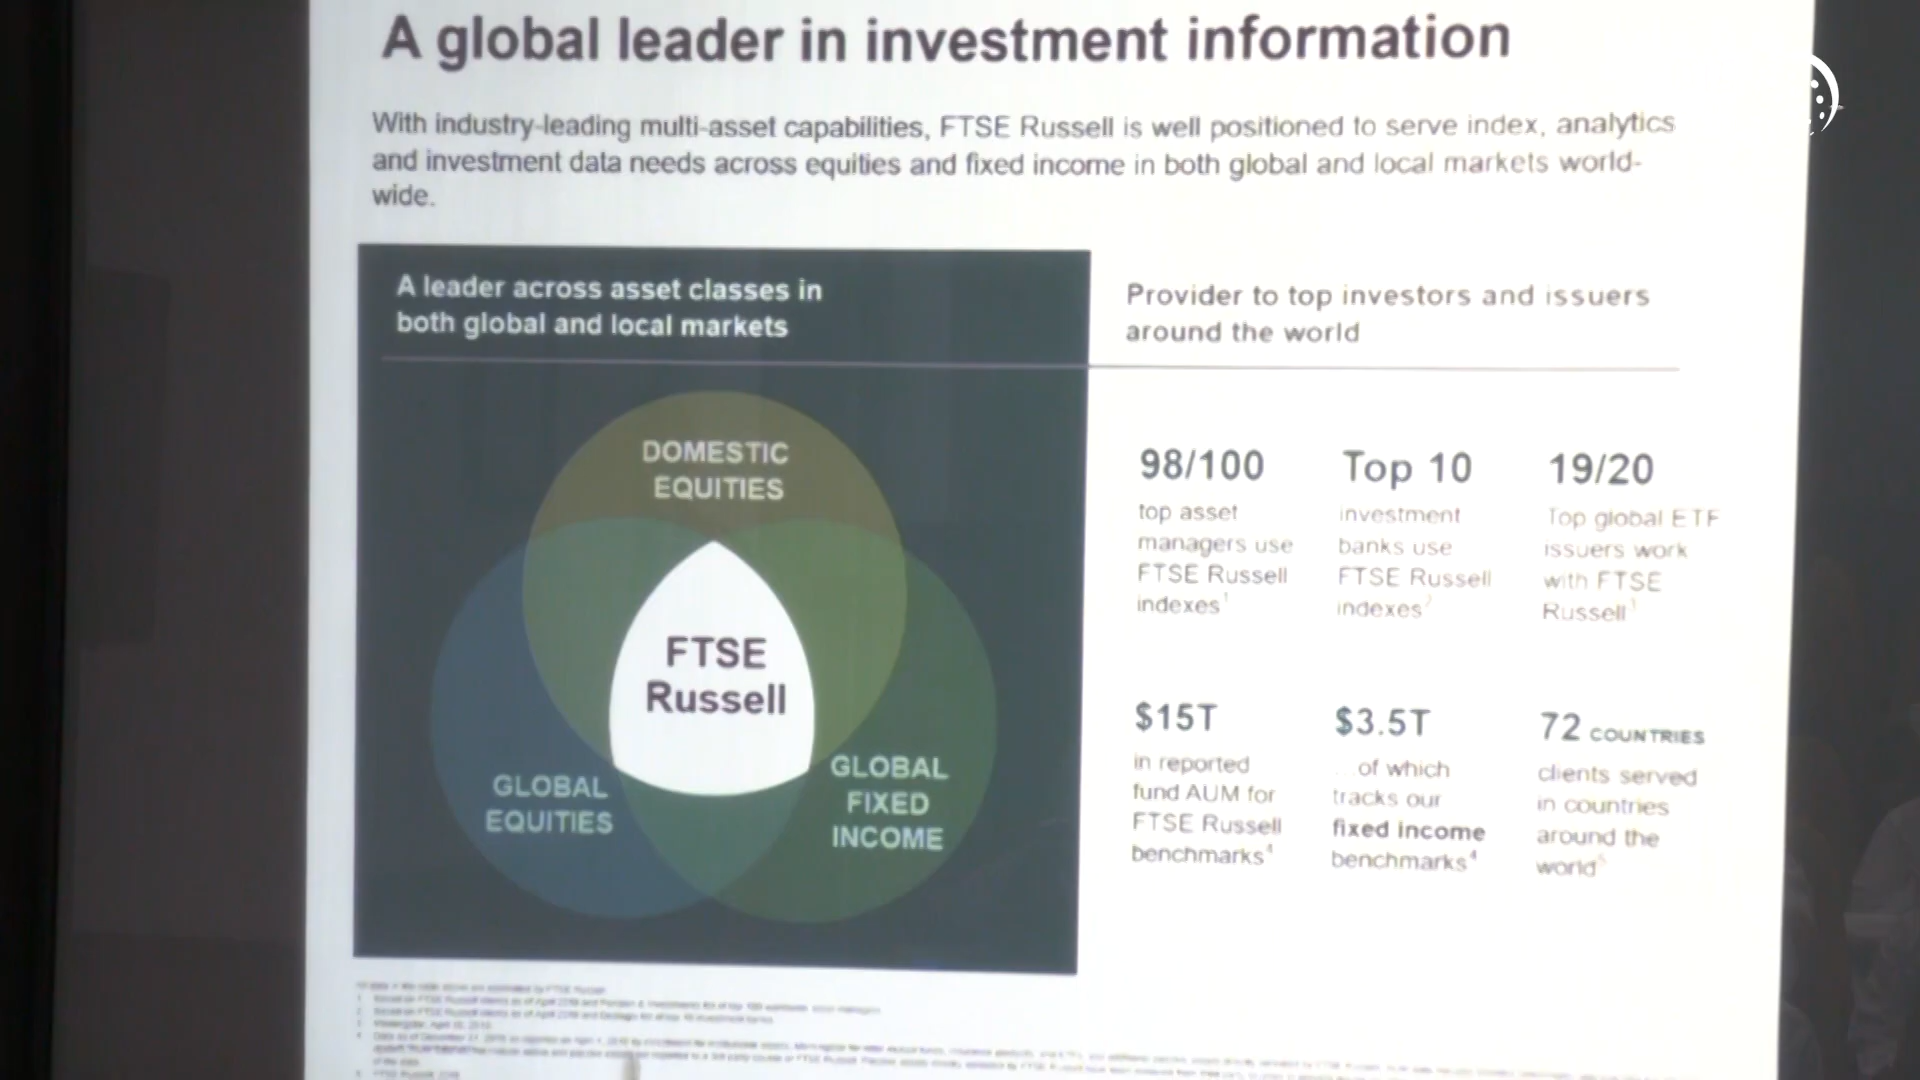 A global leader in investment information
With industry-leading multi-asset capabilities, FTSE Russell is well positioned to serve index, analytics
and investment data needs across equities and fixed income in both global and local markets world-
wide.
A leader across asset classes in
both global and local markets
DOMESTIC
EQUITIES
FTSE
Russell
GLOBAL
EQUITIES
GLOBAL
FIXED
INCOME
Provider to top investors and issuers
around the world
98/100
top asset
managers use
FTSE Russell
indexes¹
Top 10
investment
banks use
FTSE Russell
indexes²
19/20
Top global ETF
issuers work
with FTSE
Russell
$15T
in reported
fund AUM for
FTSE Russell
benchmarks⁴
$3.5T
...of which
tracks our
fixed income
benchmarks⁴
72 COUNTRIES
clients served
in countries
around the
world